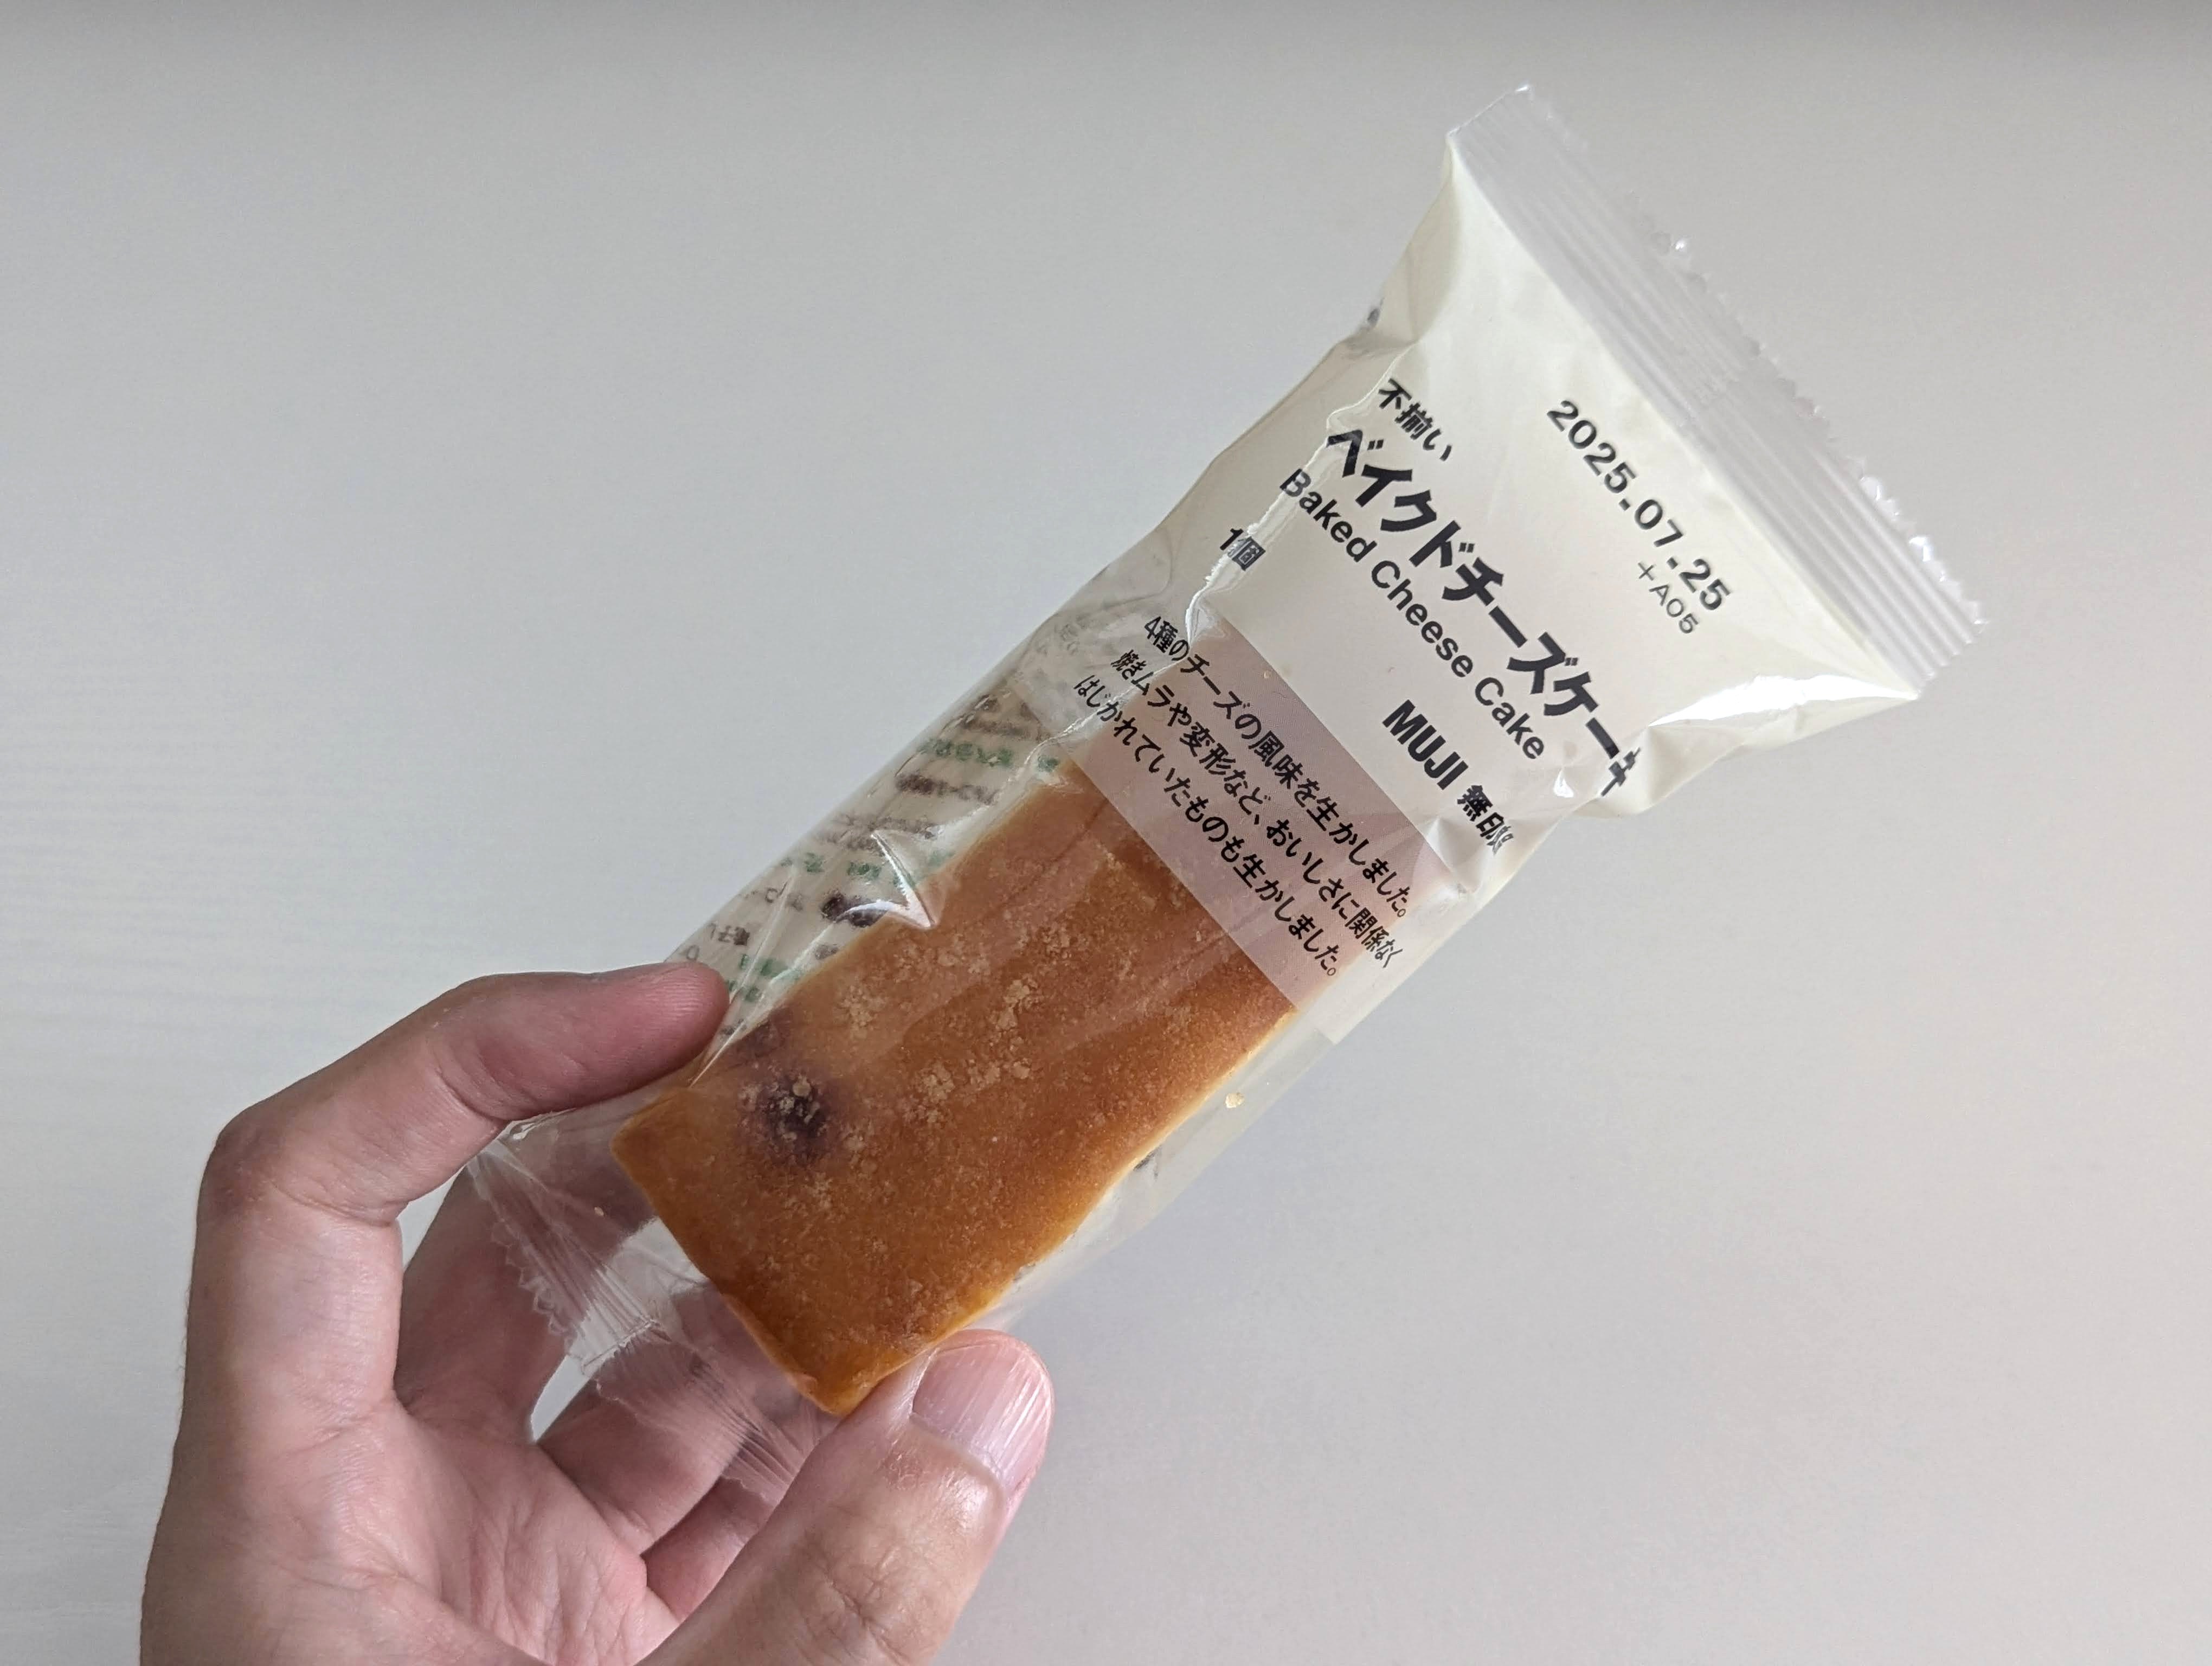 2025.07.25
+A05
不揃い
ベイクドチーズケーキ
Baked Cheese Cake
1個
MUJI 無印
4種のチーズの風味を生かしました。
焼きムラや変形など、おいしさに関係なく
はじかれていたものも生かしました。